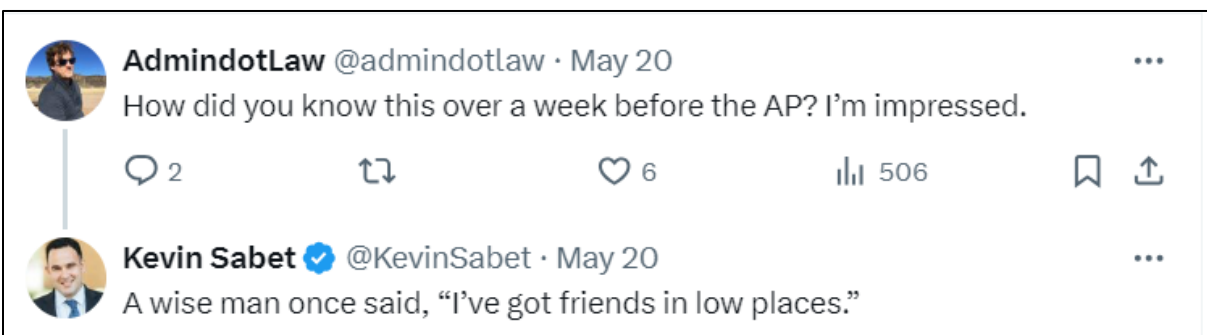 AdmindotLaw @admindotlaw · May 20
How did you know this over a week before the AP? I’m impressed.
2 6 506
Kevin Sabet @KevinSabet · May 20
A wise man once said, “I’ve got friends in low places.”